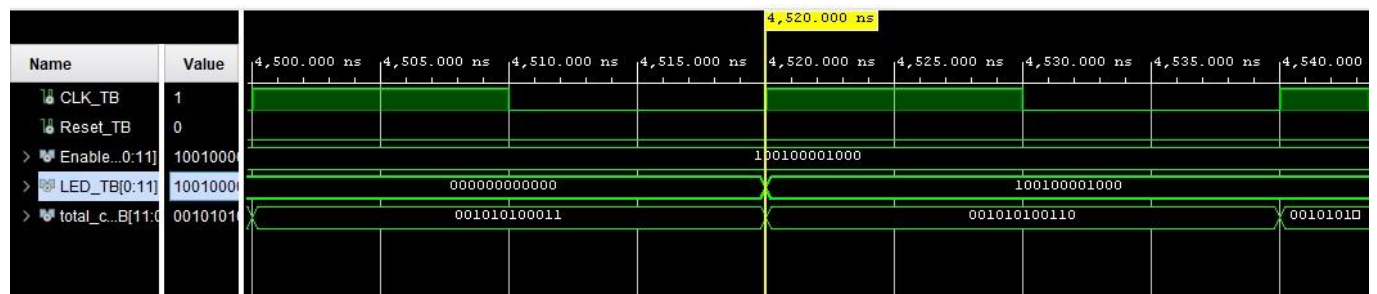 4,520.000 ns
Name Value 4,500.000 ns 4,505.000 ns 4,510.000 ns 4,515.000 ns 4,520.000 ns 4,525.000 ns 4,530.000 ns 4,535.000 ns 4,540.000
CLK_TB 1
Reset_TB 0
Enable...0:11] 10010000 100100001000
LED_TB[0:11] 10010000 000000000000 100100001000
total_c...B[11:0 00101010 001010100011 001010100110 0010101